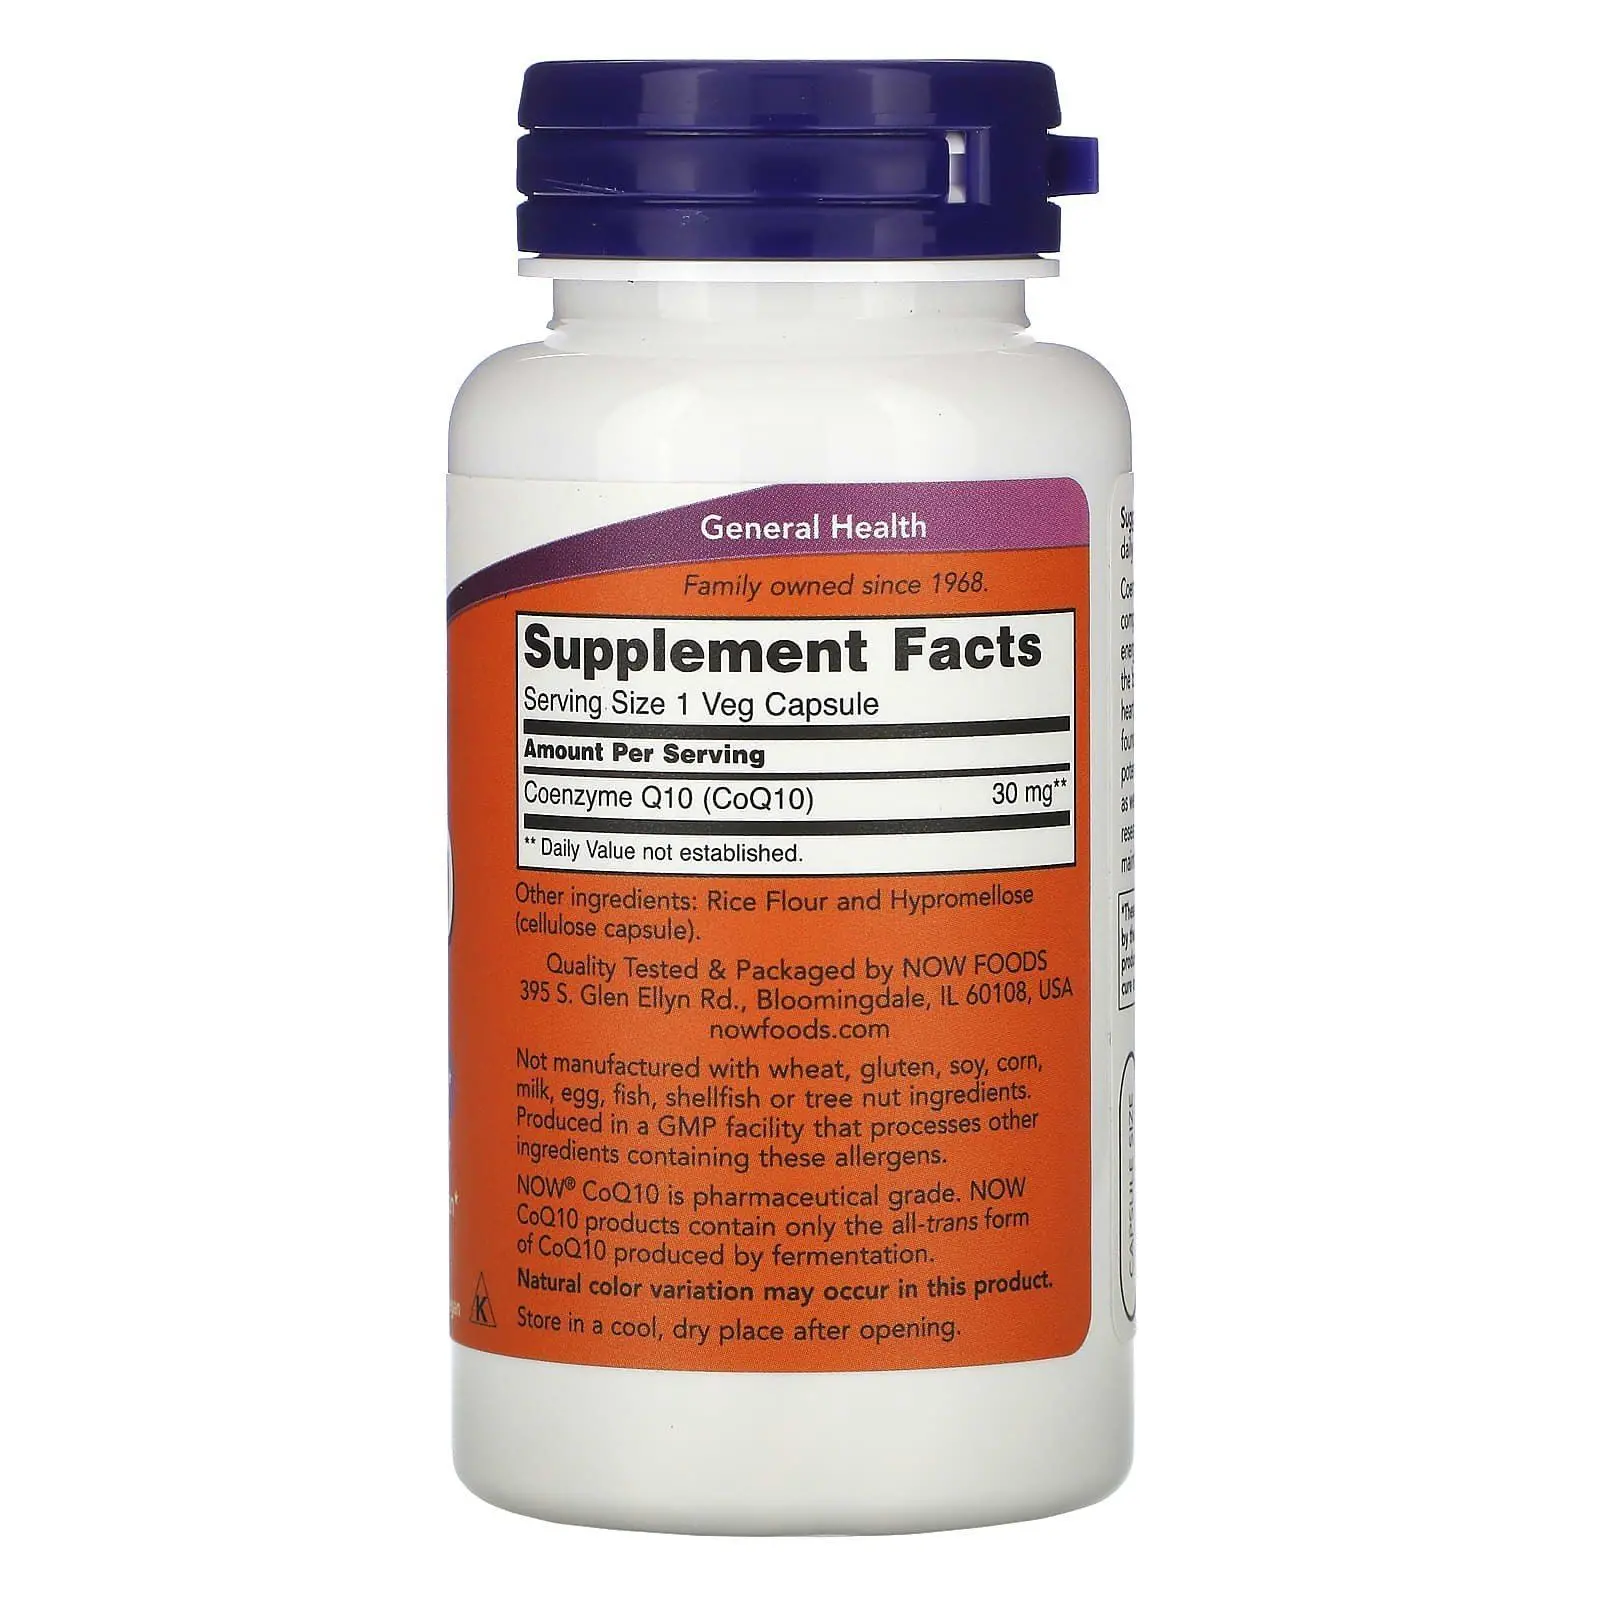 General Health
Family owned since 1968.
Supplement Facts
Serving Size 1 Veg Capsule
Amount Per Serving
Coenzyme Q10 (CoQ10) 30 mg**
** Daily Value not established.
Other ingredients: Rice Flour and Hypromellose
(cellulose capsule).
Quality Tested & Packaged by NOW FOODS
395 S. Glen Ellyn Rd., Bloomingdale, IL 60108, USA
nowfoods.com
Not manufactured with wheat, gluten, soy, corn,
milk, egg, fish, shellfish or tree nut ingredients.
Produced in a GMP facility that processes other
ingredients containing these allergens.
NOW® CoQ10 is pharmaceutical grade. NOW
CoQ10 products contain only the all-trans form
of CoQ10 produced by fermentation.
Natural color variation may occur in this product.
Store in a cool, dry place after opening.
K
CAPSULE SIZE